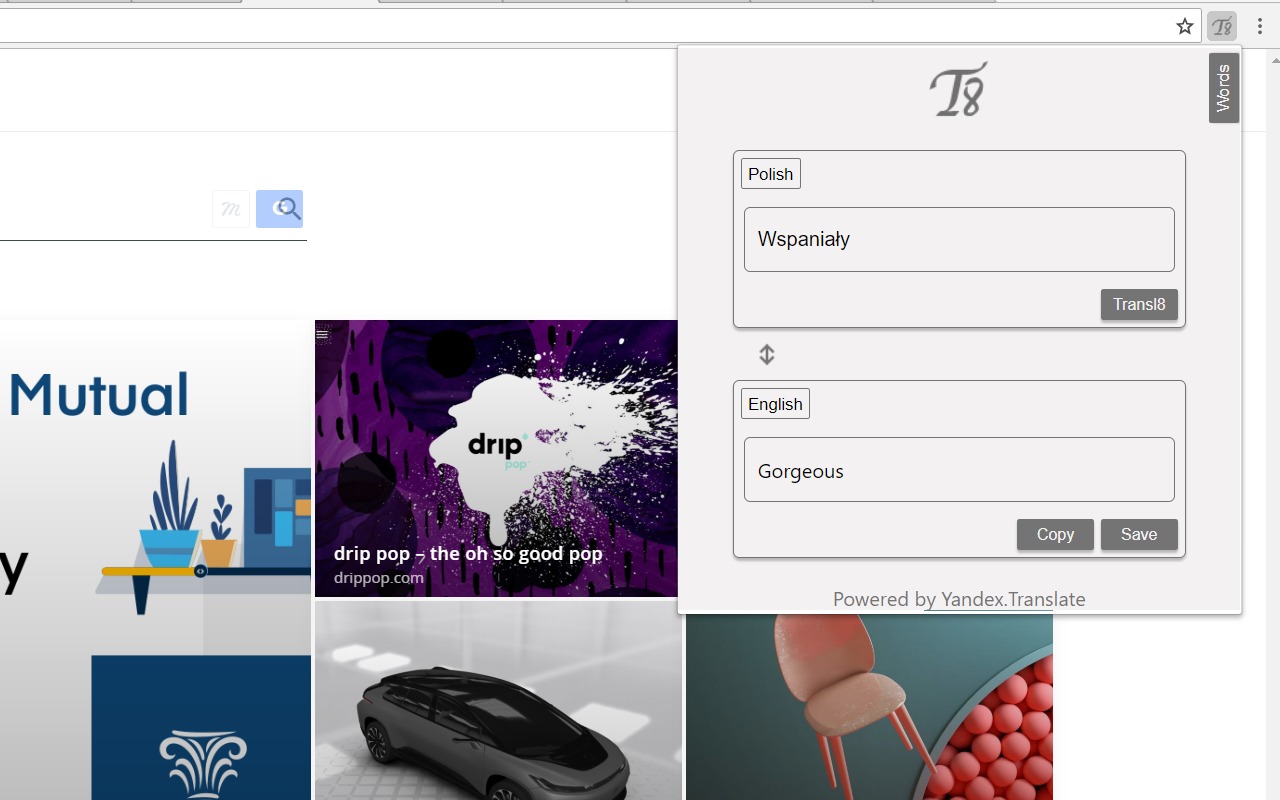 T8
Words
T8
Polish
Wspaniały
Transl8
English
Gorgeous
Copy
Save
Powered by Yandex.Translate
m
Mutual
y
drip
pop
drip pop – the oh so good pop
drippop.com